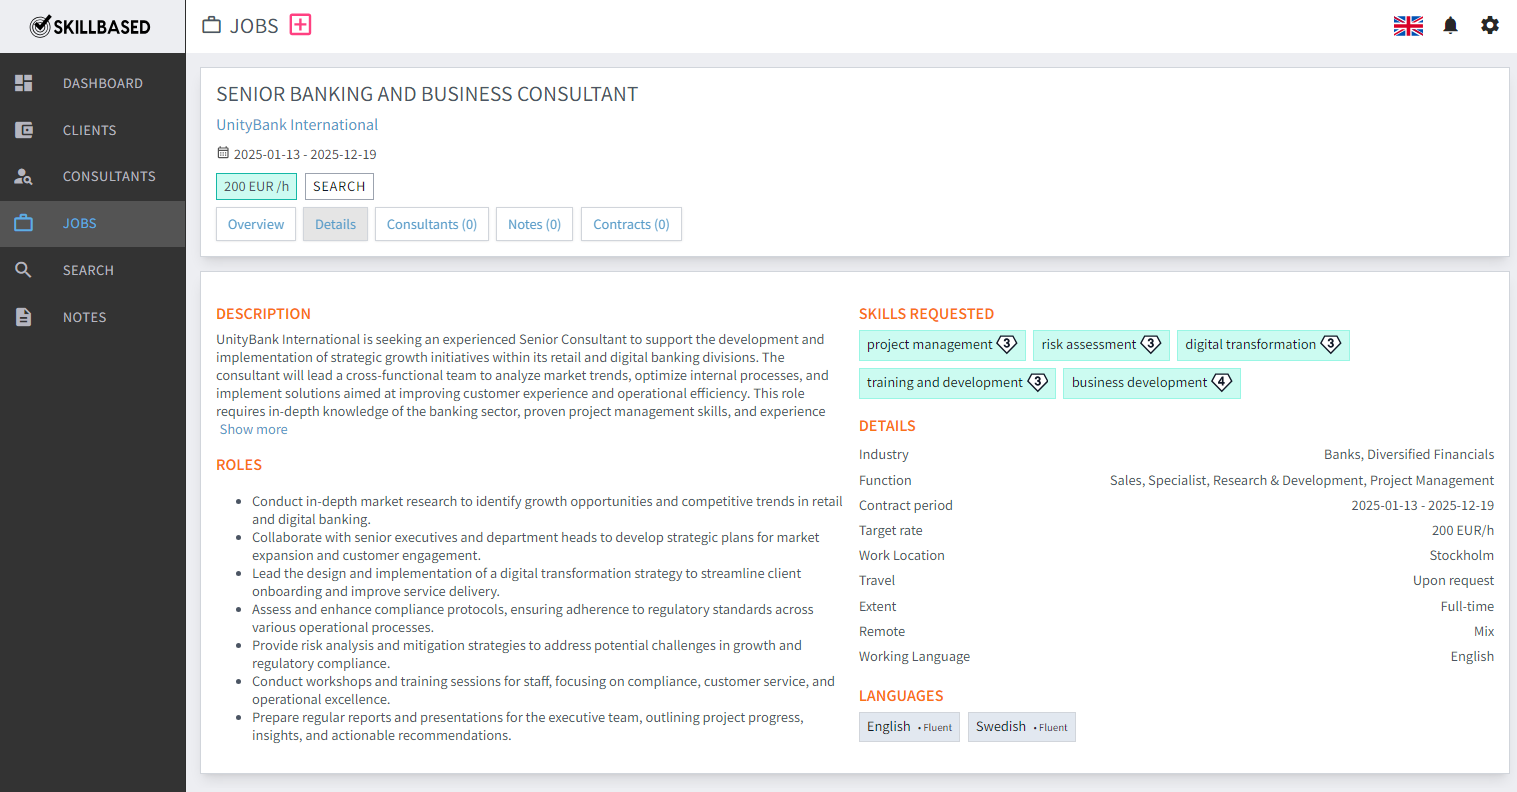 SKILLBASED
JOBS
DASHBOARD
CLIENTS
CONSULTANTS
JOBS
SEARCH
NOTES
SENIOR BANKING AND BUSINESS CONSULTANT
UnityBank International
2025-01-13 - 2025-12-19
200 EUR /h SEARCH
Overview Details Consultants (0) Notes (0) Contracts (0)
DESCRIPTION
UnityBank International is seeking an experienced Senior Consultant to support the development and
implementation of strategic growth initiatives within its retail and digital banking divisions. The
consultant will lead a cross-functional team to analyze market trends, optimize internal processes, and
implement solutions aimed at improving customer experience and operational efficiency. This role
requires in-depth knowledge of the banking sector, proven project management skills, and experience
Show more
ROLES
• Conduct in-depth market research to identify growth opportunities and competitive trends in retail
and digital banking.
• Collaborate with senior executives and department heads to develop strategic plans for market
expansion and customer engagement.
• Lead the design and implementation of a digital transformation strategy to streamline client
onboarding and improve service delivery.
• Assess and enhance compliance protocols, ensuring adherence to regulatory standards across
various operational processes.
• Provide risk analysis and mitigation strategies to address potential challenges in growth and
regulatory compliance.
• Conduct workshops and training sessions for staff, focusing on compliance, customer service, and
operational excellence.
• Prepare regular reports and presentations for the executive team, outlining project progress,
insights, and actionable recommendations.
SKILLS REQUESTED
project management 3 risk assessment 3 digital transformation 3
training and development 3 business development 4
DETAILS
Industry Banks, Diversified Financials
Function Sales, Specialist, Research & Development, Project Management
Contract period 2025-01-13 - 2025-12-19
Target rate 200 EUR/h
Work Location Stockholm
Travel Upon request
Extent Full-time
Remote Mix
Working Language English
LANGUAGES
English • Fluent Swedish • Fluent